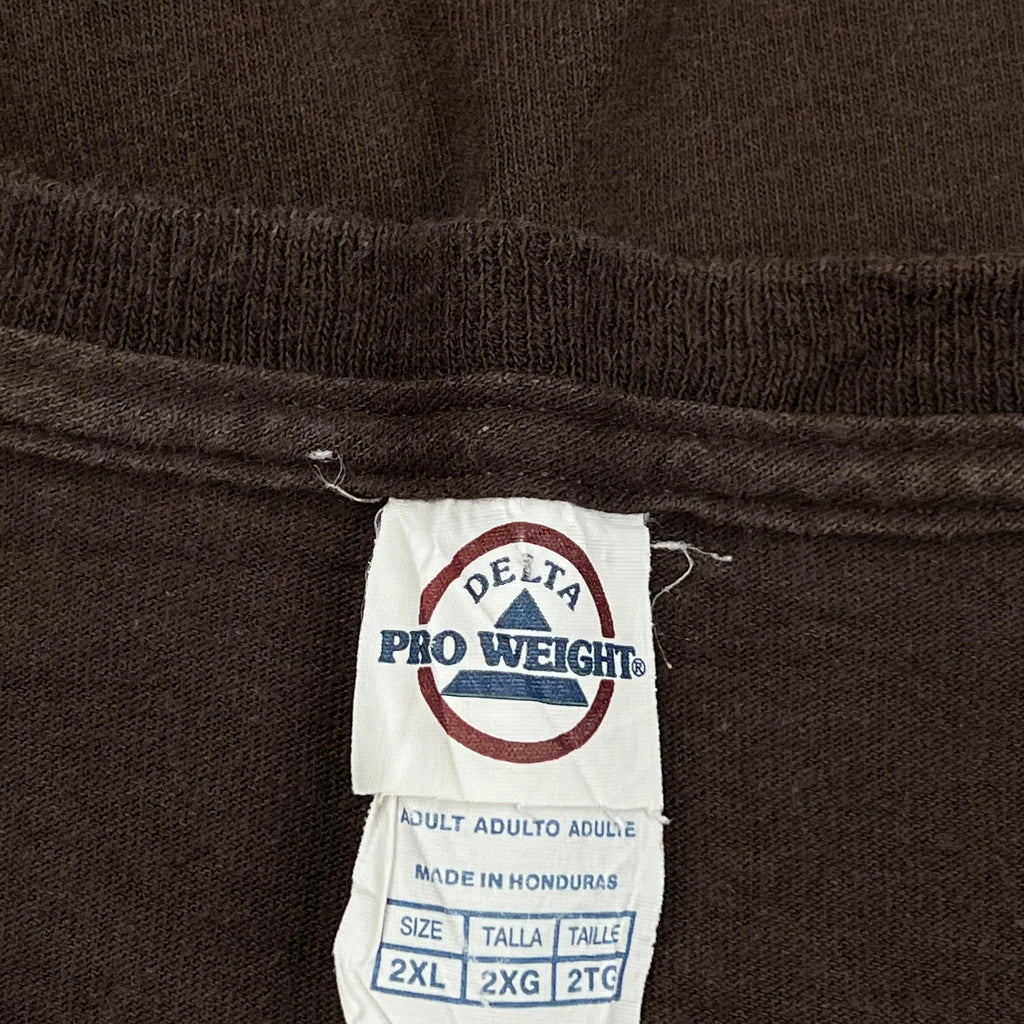 DELTA
PRO WEIGHT®
ADULT ADULTO ADULTE
MADE IN HONDURAS
SIZE TALLA TAILLE
2XL 2XG 2TG